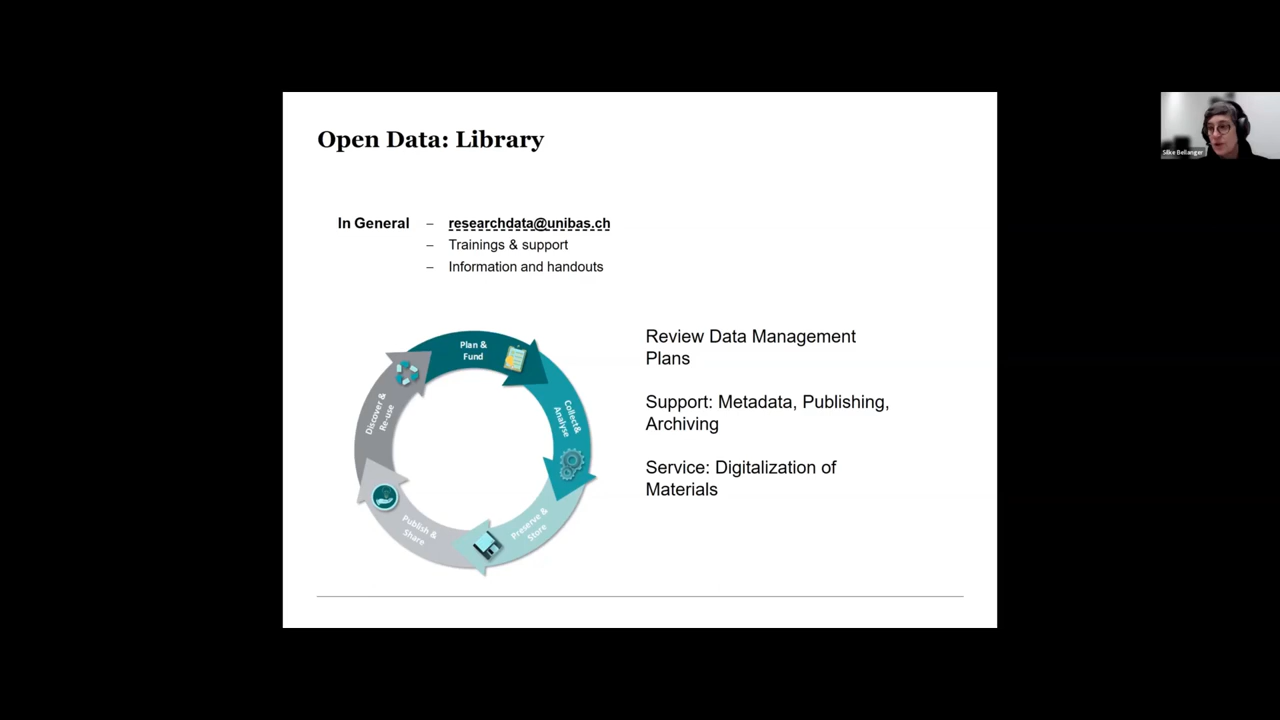 Open Data: Library
In General
– researchdata@unibas.ch
– Trainings & support
– Information and handouts
Plan &
Fund
Collect&
Analyse
Preserve &
Store
Publish &
Share
Discover &
Re-use
Review Data Management
Plans
Support: Metadata, Publishing,
Archiving
Service: Digitalization of
Materials
Silke Bellanger